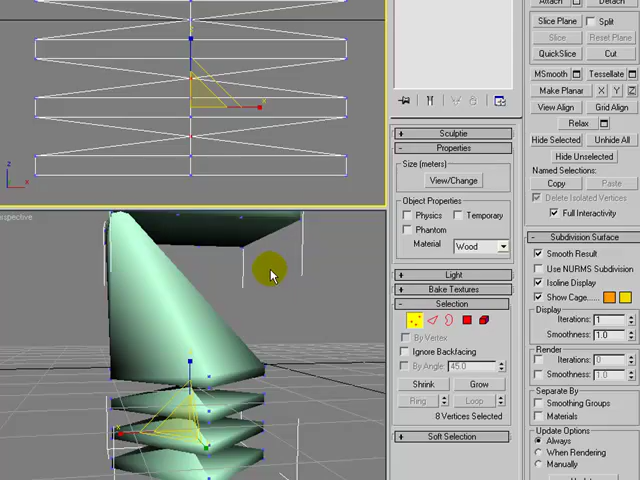 Attach
Detach
Slice Plane
Split
Slice
Reset Plane
QuickSlice
Cut
MSmooth
Tessellate
Make Planar
X
Y
Z
View Align
Grid Align
Relax
Hide Selected
Unhide All
Hide Unselected
Named Selections:
Copy
Paste
Delete Isolated Vertices
Full Interactivity
- Subdivision Surface
Smooth Result
Use NURMS Subdivision
Isoline Display
Show Cage......
Display
Iterations: 1
Smoothness: 1.0
Render
Iterations: 0
Smoothness: 1.0
Separate By
Smoothing Groups
Materials
Update Options
Always
When Rendering
Manually
+ Sculptie
- Properties
Size (meters)
View/Change
Object Properties
Physics
Temporary
Phantom
Material
Wood
+ Light
+ Bake Textures
- Selection
By Vertex
Ignore Backfacing
By Angle: 45.0
Shrink
Grow
Ring
Loop
8 Vertices Selected
+ Soft Selection
z
x
x
erspective
x